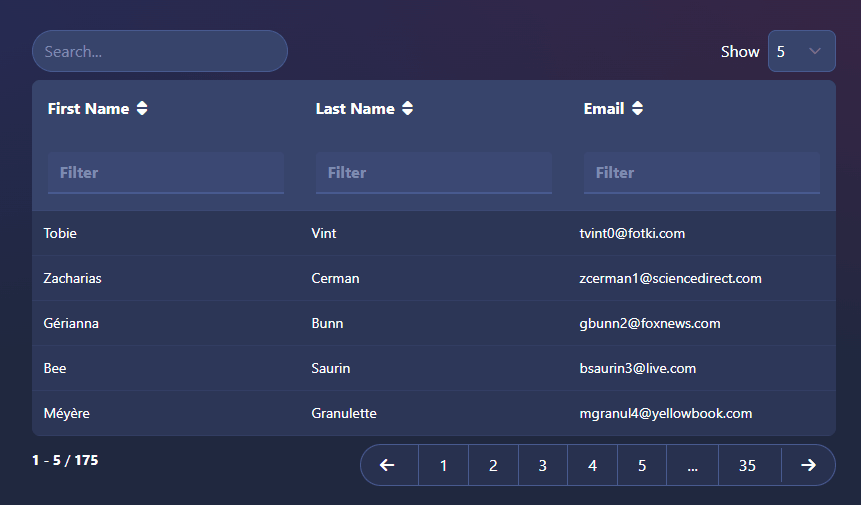 Search... Show 5
First Name Last Name Email
Filter Filter Filter
Tobie Vint tvint0@fotki.com
Zacharias Cerman zcerman1@sciencedirect.com
Gérianna Bunn gbunn2@foxnews.com
Bee Saurin bsaurin3@live.com
Méyère Granulette mgranul4@yellowbook.com
1 - 5 / 175 1 2 3 4 5 ... 35